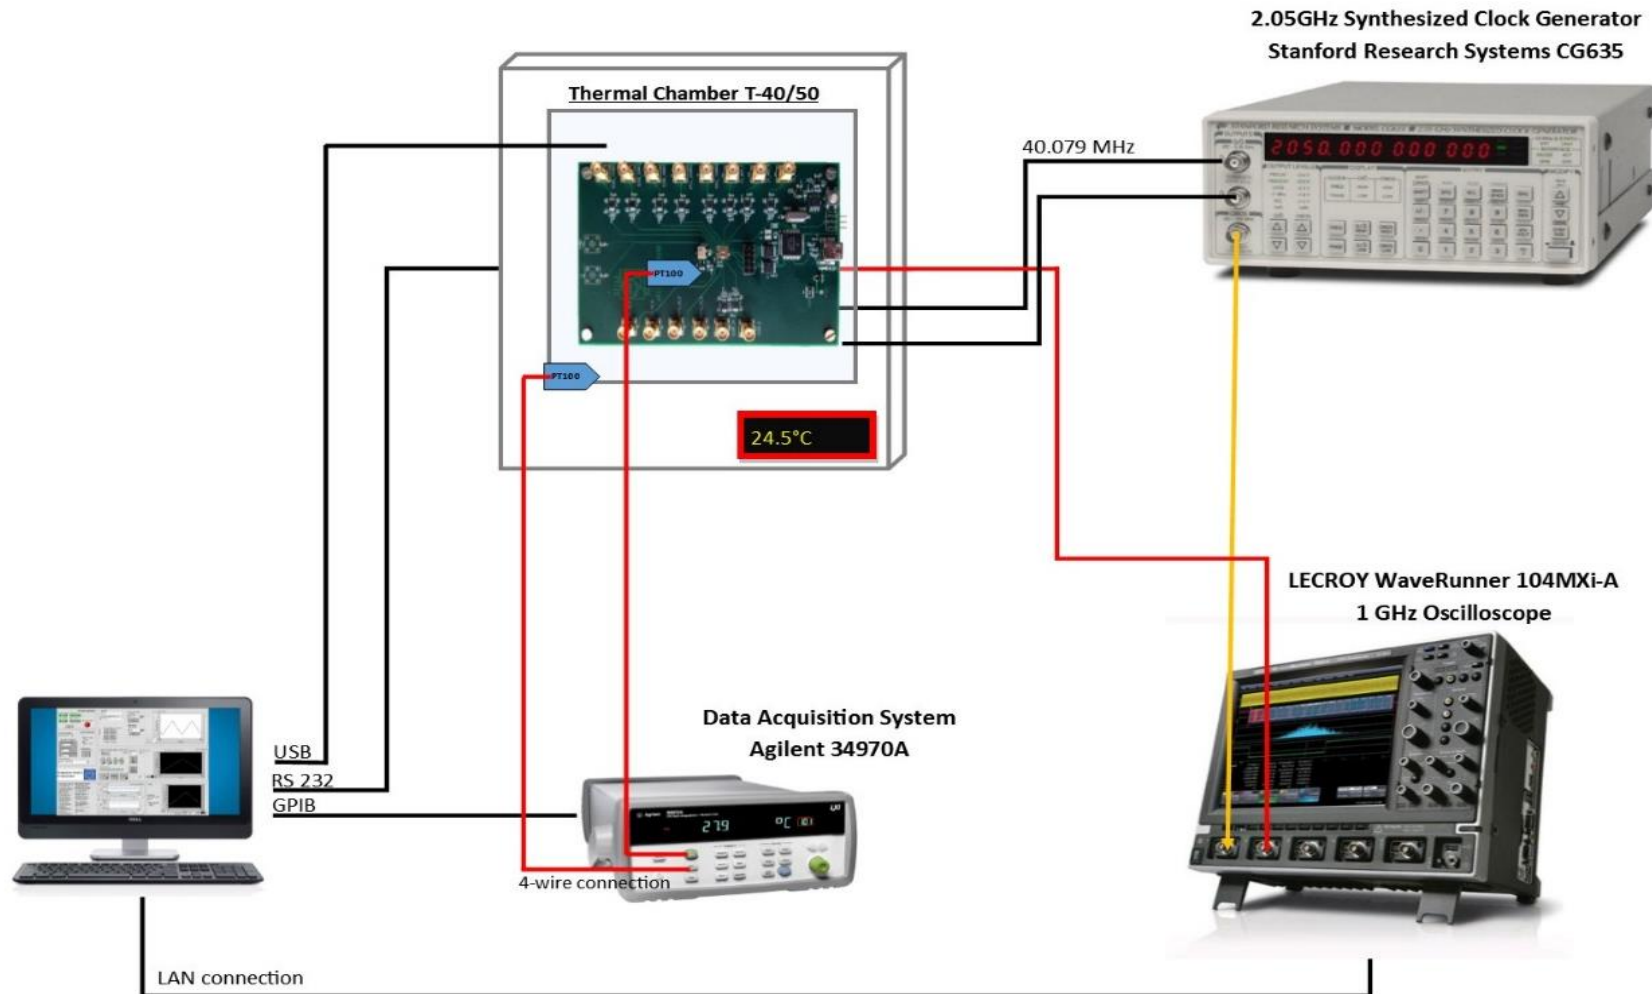 2.05GHz Synthesized Clock Generator
Stanford Research Systems CG635
Thermal Chamber T-40/50
2050.000 000 000
40.079 MHz
PT100
PT100
24.5°C
LECROY WaveRunner 104MXi-A
1 GHz Oscilloscope
Data Acquisition System
Agilent 34970A
USB
RS 232
GPIB
279 °C 101
4-wire connection
LAN connection